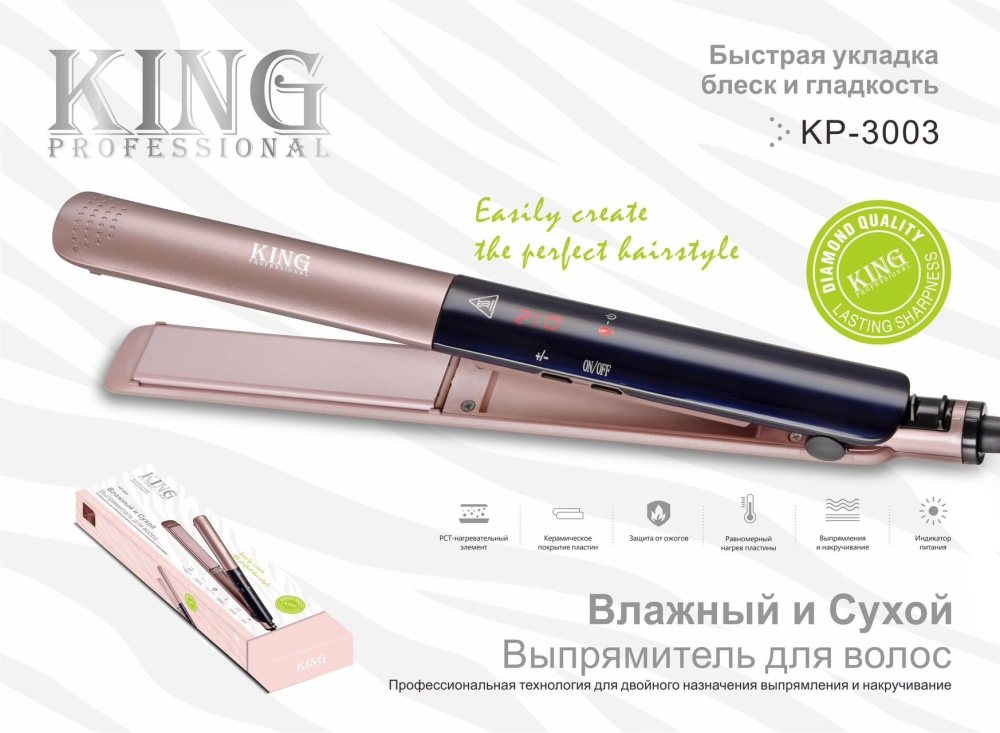 KING
PROFESSIONAL
Быстрая укладка
блеск и гладкость
KP-3003
Easily create
the perfect hairstyle
DIAMOND QUALITY
KING
PROFESSIONAL
LASTING SHARPNESS
KING
PROFESSIONAL
210
+/-
ON/OFF
PCT-нагревательный
элемент
Керамическое
покрытие пластин
Защита от ожогов
Равномерный
нагрев пластины
Выпрямления
и накручивание
Индикатор
питания
KING
Влажный и Сухой
Выпрямитель для волос
KING
Влажный и Сухой
Выпрямитель для волос
Профессиональная технология для двойного назначения выпрямления и накручивание